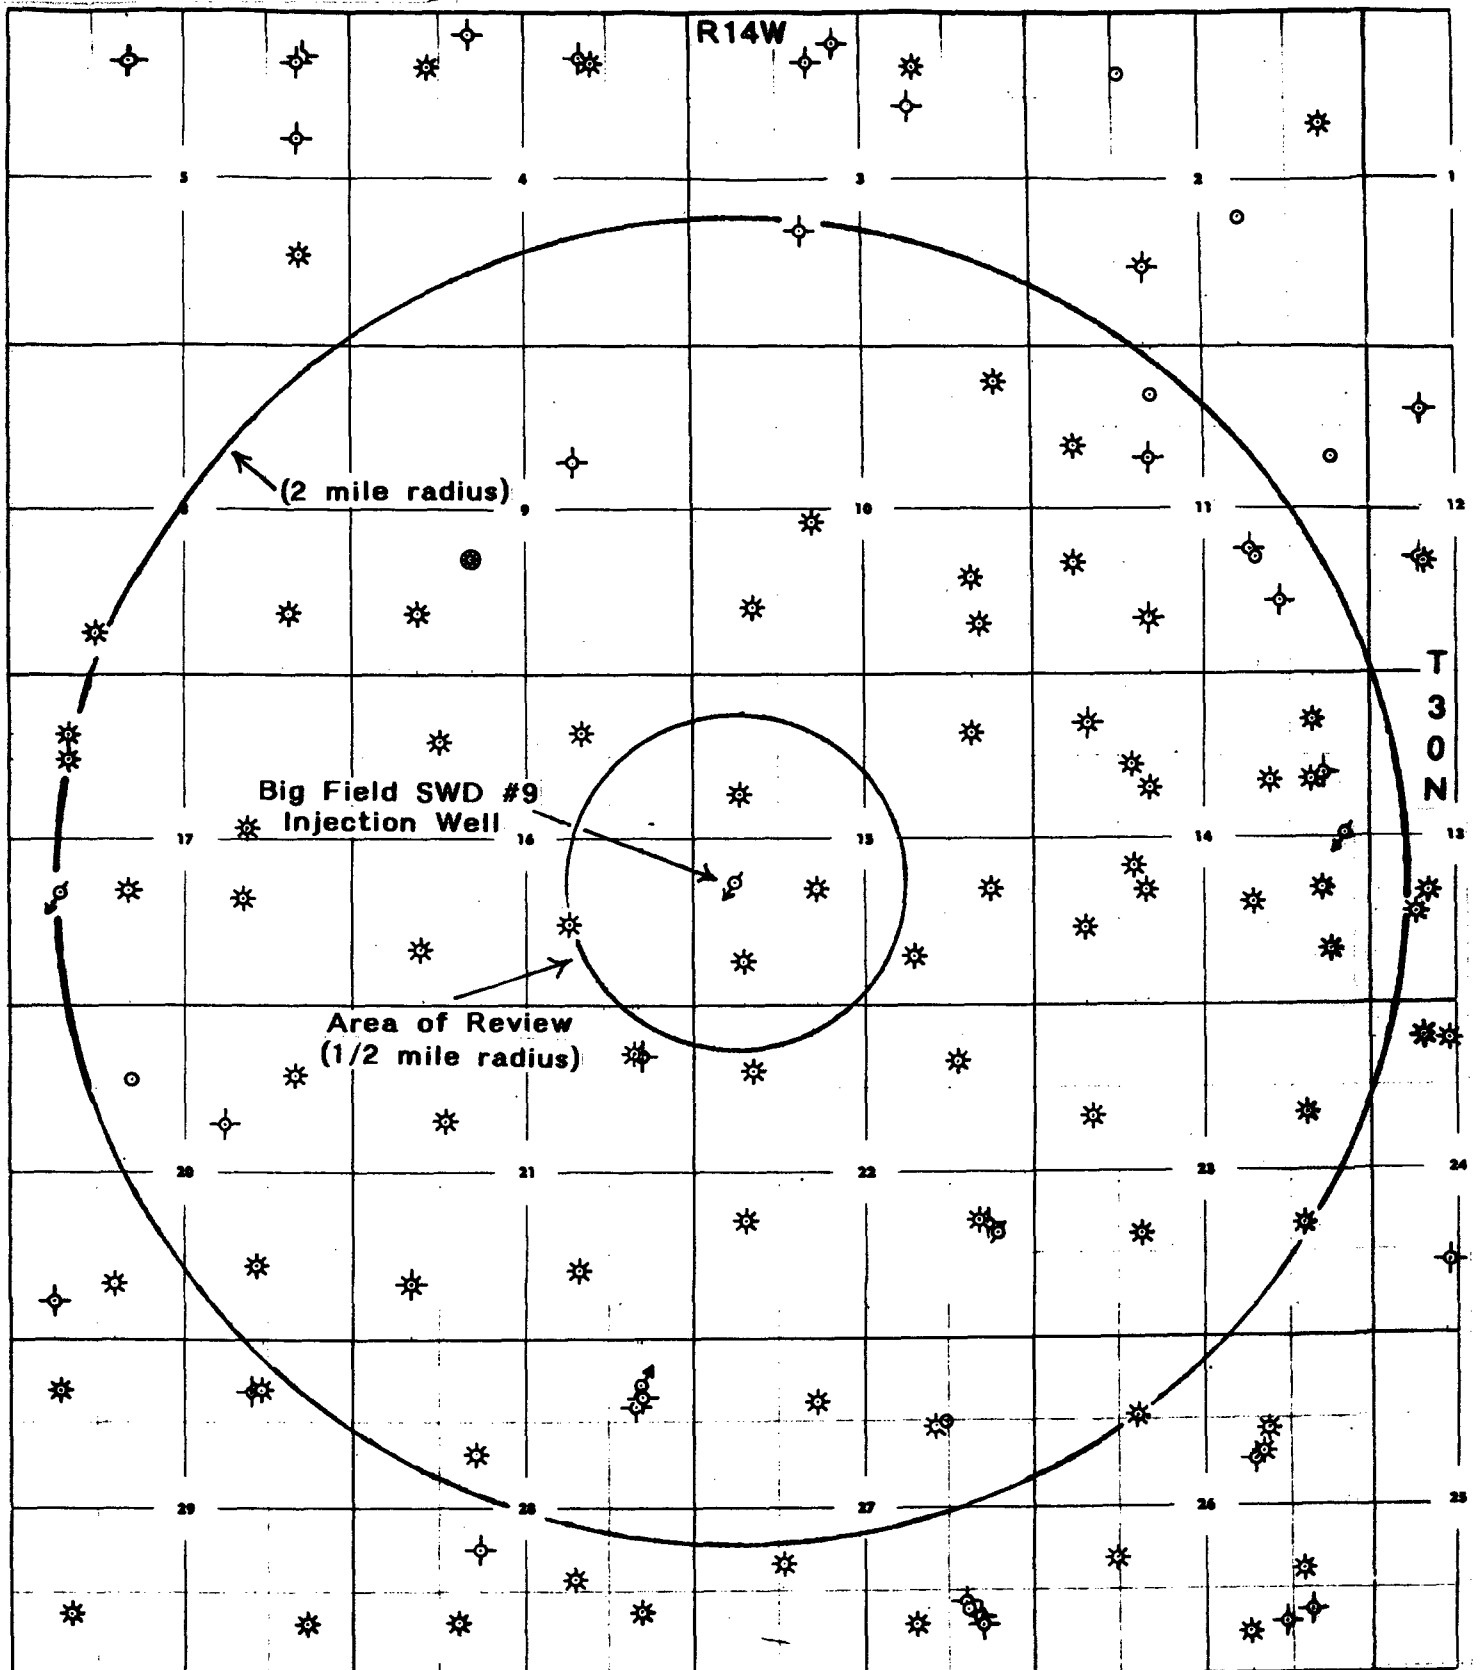 R14W
5 4 3 2 1
(2 mile radius)
8 9 10 11 12
T
30
N
Big Field SWD #9
Injection Well
17 16 15 14 13
Area of Review
(1/2 mile radius)
20 21 22 23 24
29 28 27 26 25